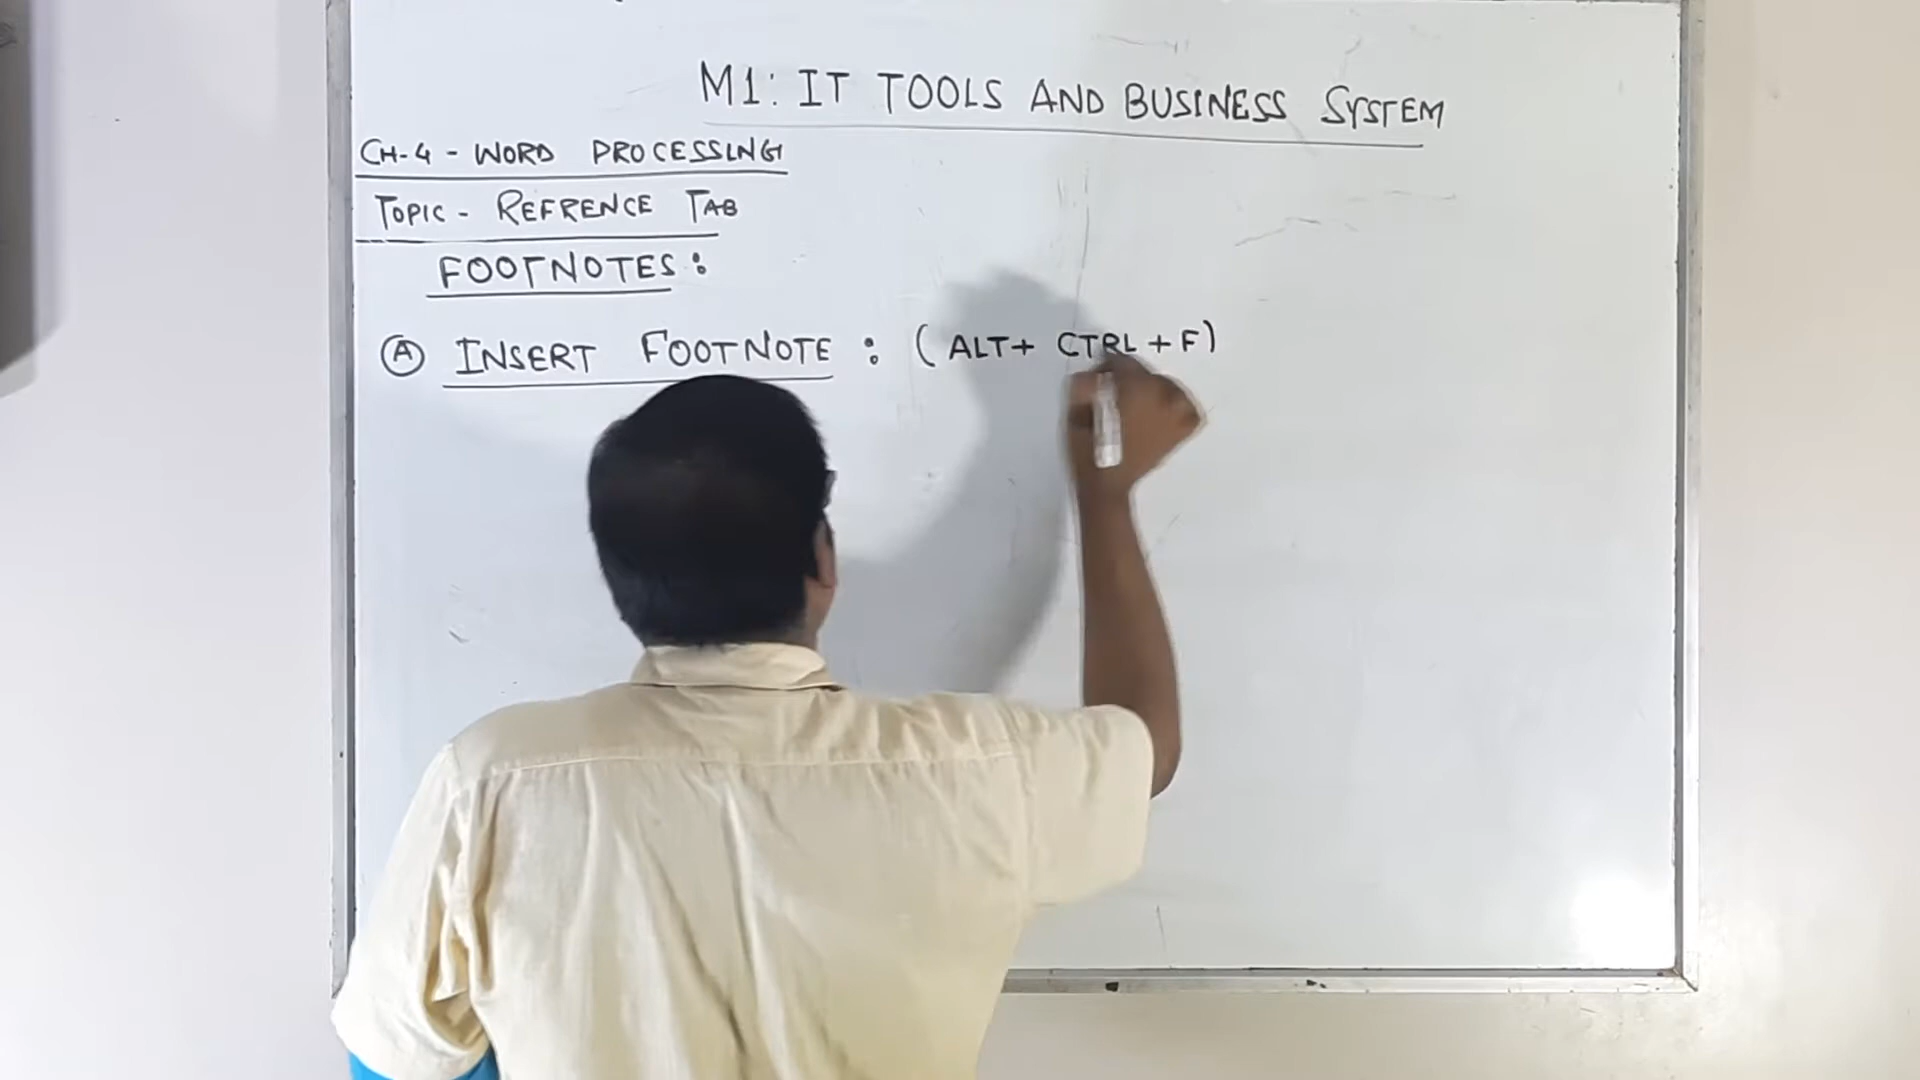 M1: IT TOOLS AND BUSINESS SYSTEM
CH-4 - WORD PROCESSING
TOPIC - REFRENCE TAB
FOOTNOTES:
(A) INSERT FOOTNOTE : (ALT+ CTRL + F)